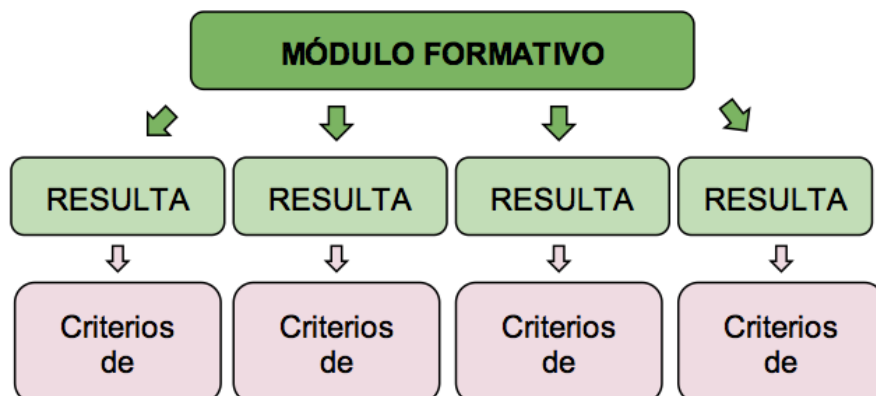 MÓDULO FORMATIVO
RESULTA RESULTA RESULTA RESULTA
Criterios Criterios Criterios Criterios
de de de de